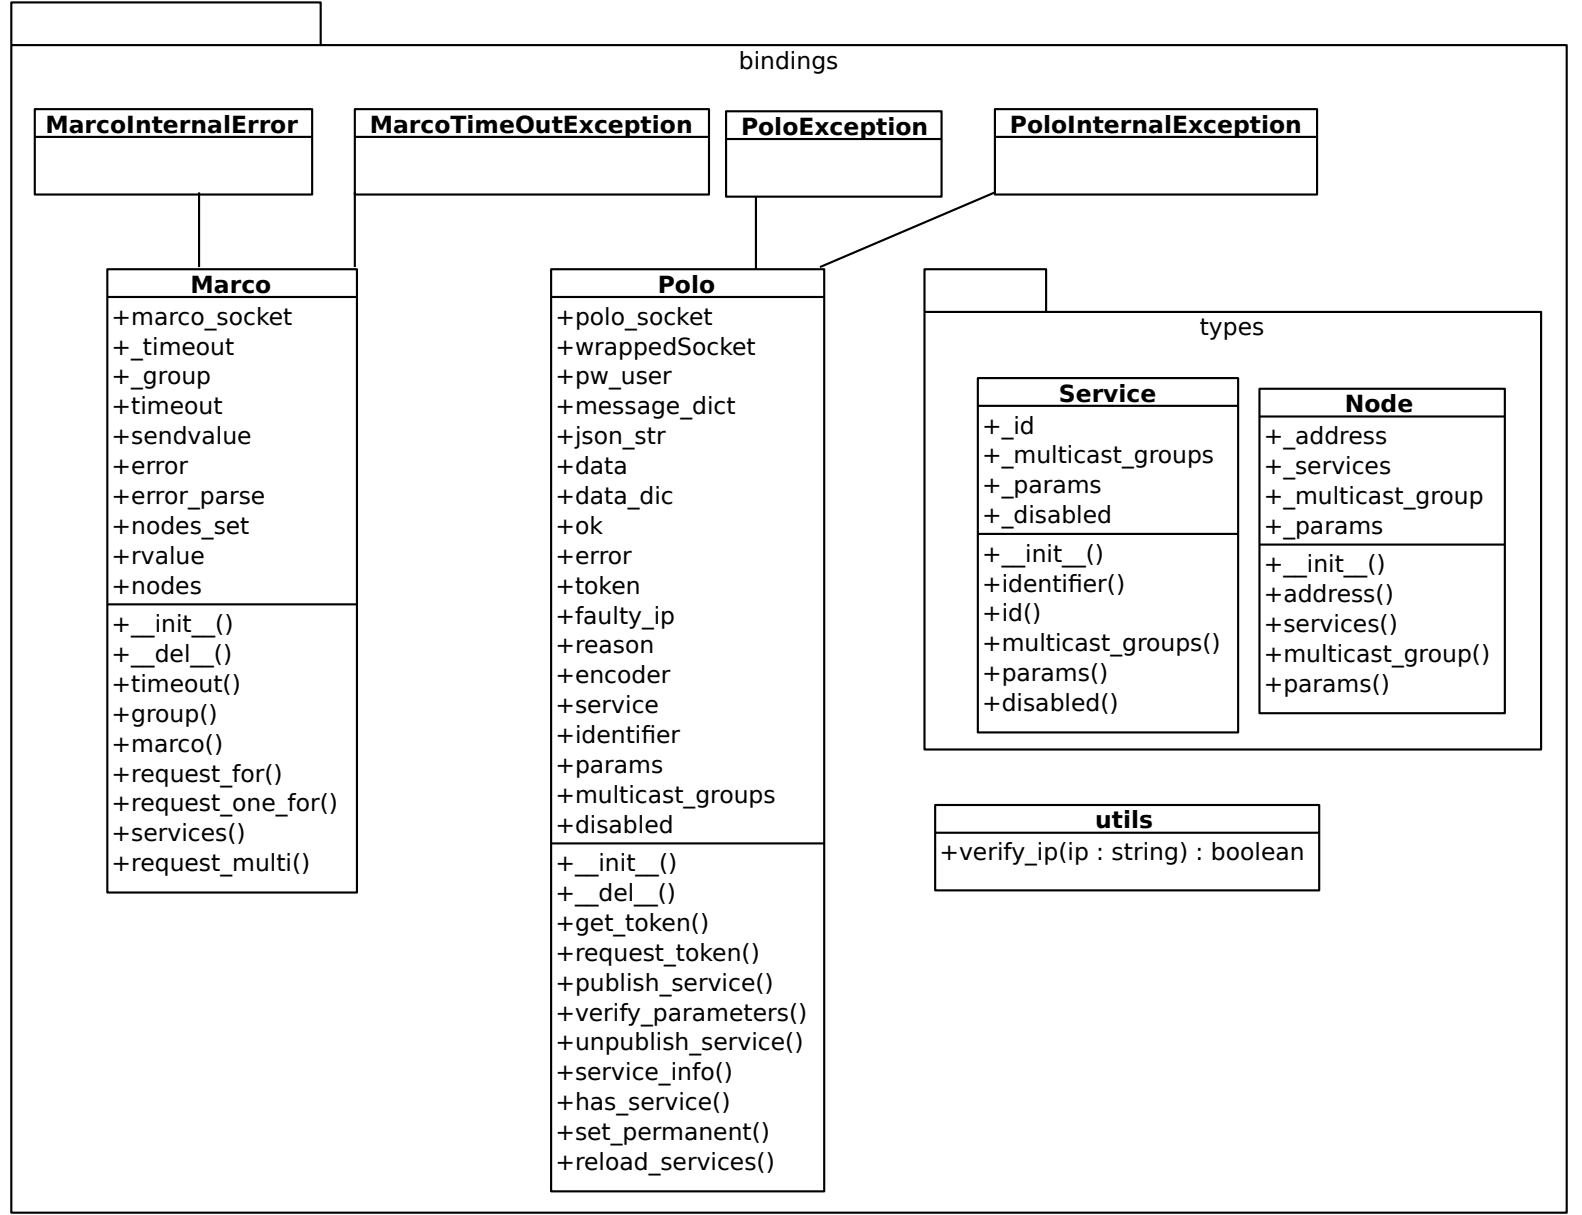 bindings
MarcoInternalError
MarcoTimeOutException
PoloException
PoloInternalException
Marco
+marco_socket
+_timeout
+_group
+timeout
+sendvalue
+error
+error_parse
+nodes_set
+rvalue
+nodes
+__init__()
+__del__()
+timeout()
+group()
+marco()
+request_for()
+request_one_for()
+services()
+request_multi()
Polo
+polo_socket
+wrappedSocket
+pw_user
+message_dict
+json_str
+data
+data_dic
+ok
+error
+token
+faulty_ip
+reason
+encoder
+service
+identifier
+params
+multicast_groups
+disabled
+__init__()
+__del__()
+get_token()
+request_token()
+publish_service()
+verify_parameters()
+unpublish_service()
+service_info()
+has_service()
+set_permanent()
+reload_services()
types
Service
+_id
+_multicast_groups
+_params
+_disabled
+__init__()
+identifier()
+id()
+multicast_groups()
+params()
+disabled()
Node
+_address
+_services
+_multicast_group
+_params
+__init__()
+address()
+services()
+multicast_group()
+params()
utils
+verify_ip(ip : string) : boolean